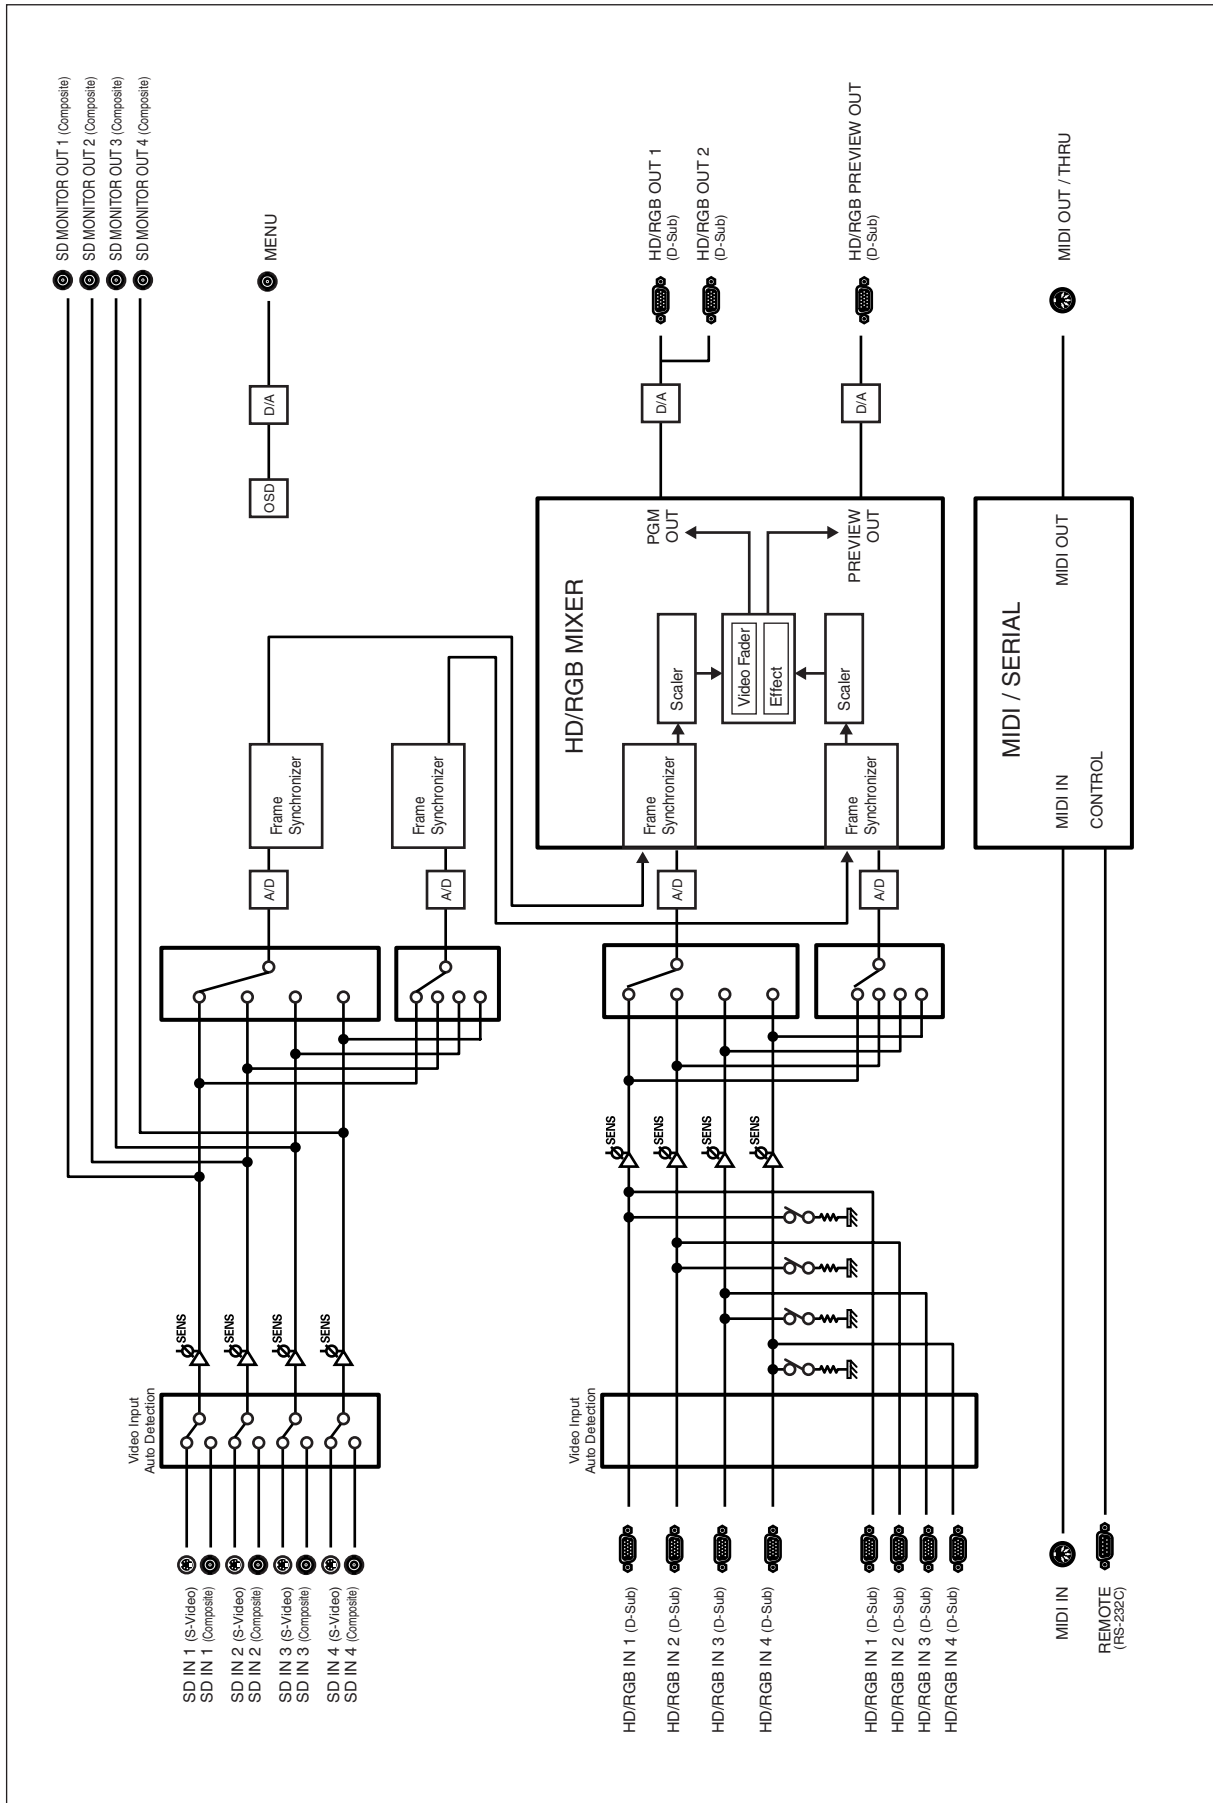 SD MONITOR OUT 1 (Composite)
SD MONITOR OUT 2 (Composite)
SD MONITOR OUT 3 (Composite)
SD MONITOR OUT 4 (Composite)
MENU
D/A
OSD
Frame
Synchronizer
A/D
Frame
Synchronizer
A/D
Video Input
Auto Detection
SENS
SENS
SENS
SENS
SD IN 1 (S-Video)
SD IN 1 (Composite)
SD IN 2 (S-Video)
SD IN 2 (Composite)
SD IN 3 (S-Video)
SD IN 3 (Composite)
SD IN 4 (S-Video)
SD IN 4 (Composite)
HD/RGB OUT 1
(D-Sub)
HD/RGB OUT 2
(D-Sub)
HD/RGB PREVIEW OUT
(D-Sub)
D/A
D/A
HD/RGB MIXER
PGM
OUT
PREVIEW
OUT
Scaler
Video Fader
Effect
Scaler
Frame
Synchronizer
Frame
Synchronizer
A/D
A/D
SENS
SENS
SENS
SENS
Video Input
Auto Detection
HD/RGB IN 1 (D-Sub)
HD/RGB IN 2 (D-Sub)
HD/RGB IN 3 (D-Sub)
HD/RGB IN 4 (D-Sub)
HD/RGB IN 1 (D-Sub)
HD/RGB IN 2 (D-Sub)
HD/RGB IN 3 (D-Sub)
HD/RGB IN 4 (D-Sub)
MIDI OUT / THRU
MIDI / SERIAL
MIDI OUT
MIDI IN
CONTROL
MIDI IN
REMOTE
(RS-232C)